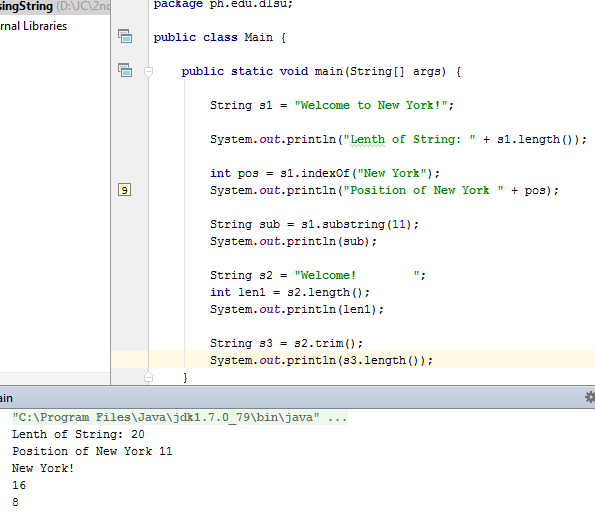 singString (D:\JC\2nd
rnal Libraries
package ph.edu.dlsu;
public class Main {
public static void main(String[] args) {
String s1 = "Welcome to New York!";
System.out.println("Lenth of String: " + s1.length());
int pos = s1.indexOf("New York");
9
System.out.println("Position of New York " + pos);
String sub = s1.substring(11);
System.out.println(sub);
String s2 = "Welcome!        ";
int len1 = s2.length();
System.out.println(len1);
String s3 = s2.trim();
System.out.println(s3.length());
}
ain
"C:\Program Files\Java\jdk1.7.0_79\bin\java" ...
Lenth of String: 20
Position of New York 11
New York!
16
8